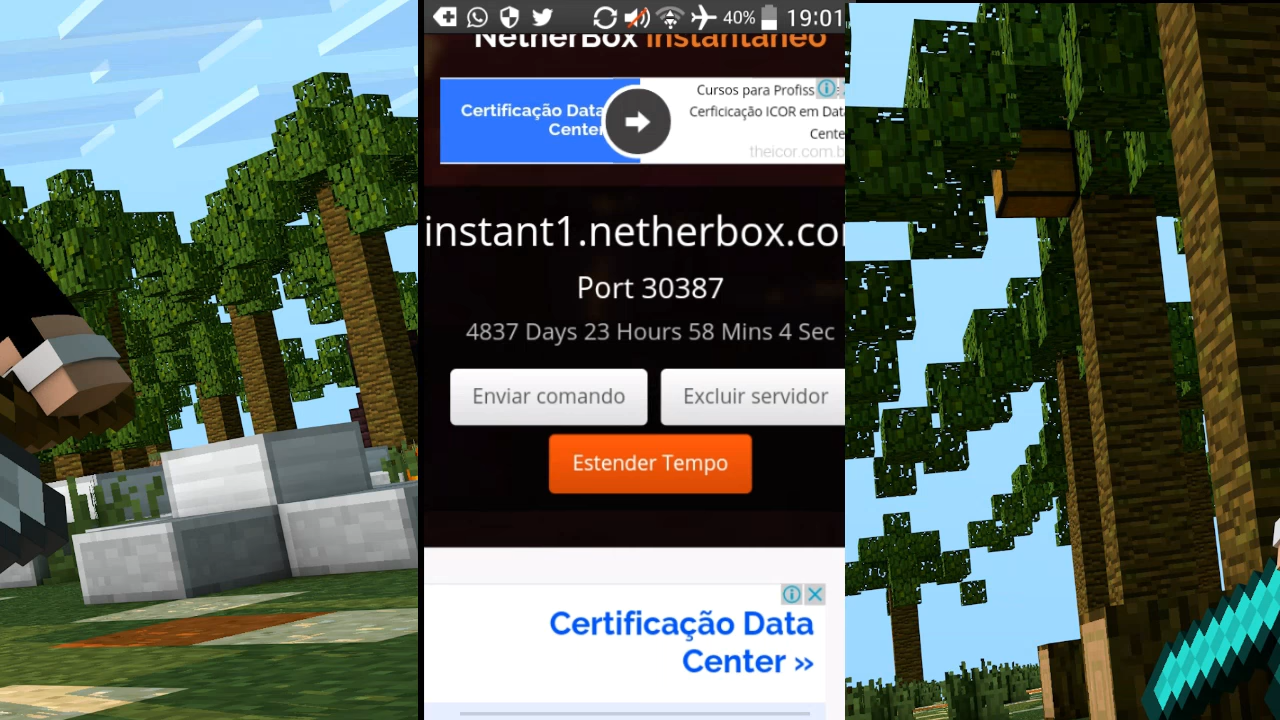 40% 19:01
NetherBox Instantâneo
Certificação Data
Center
Cursos para Profiss
Cerficicação ICOR em Data
Cente
theicor.com.b
instant1.netherbox.co
Port 30387
4837 Days 23 Hours 58 Mins 4 Sec
Enviar comando
Excluir servidor
Estender Tempo
Certificação Data
Center »